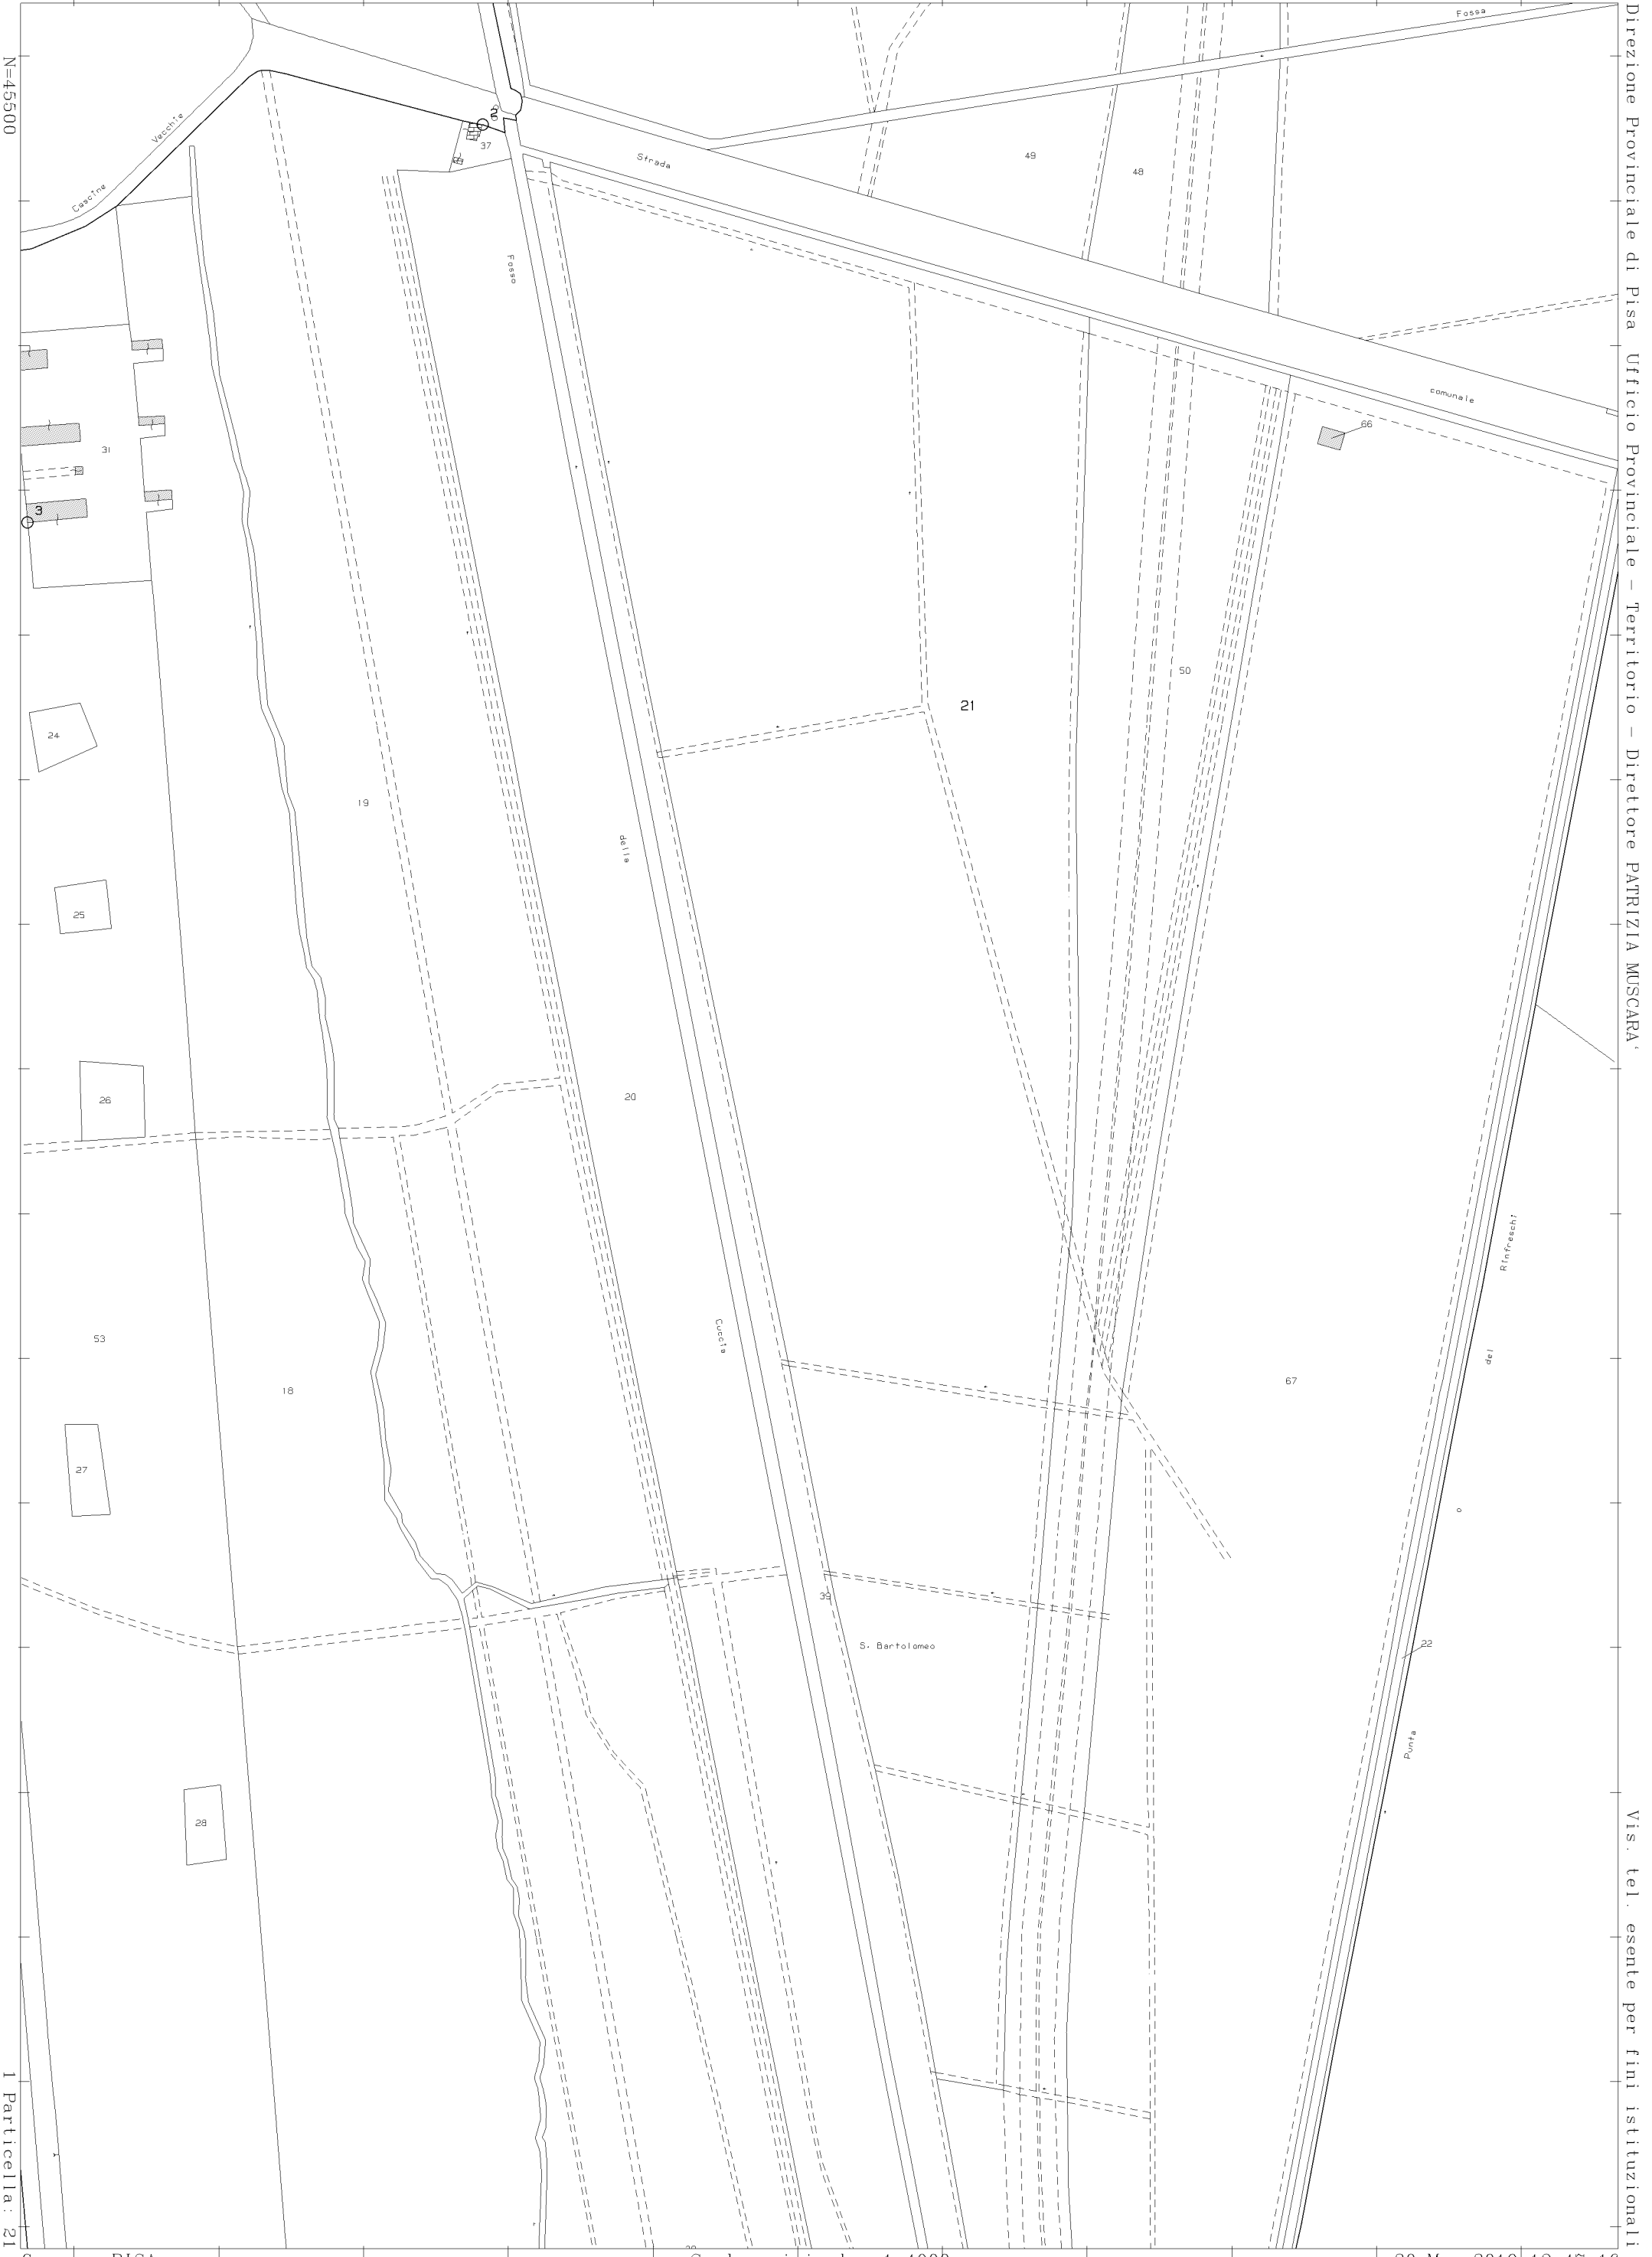 Direzione Provinciale di Pisa Ufficio Provinciale - Territorio - Direttore PATRIZIA MUSCARA'
Vis. tel. esente per fini istituzionali
N=45500
1 Particella: 21
Fossa
Vecchie
Cascine
2
37
Strada
49
48
Fosso
comunale
66
31
3
50
21
24
19
della
25
20
26
Rinfreschi
53
Cuccia
del
67
18
27
39
S. Bartolomeo
22
Punta
28